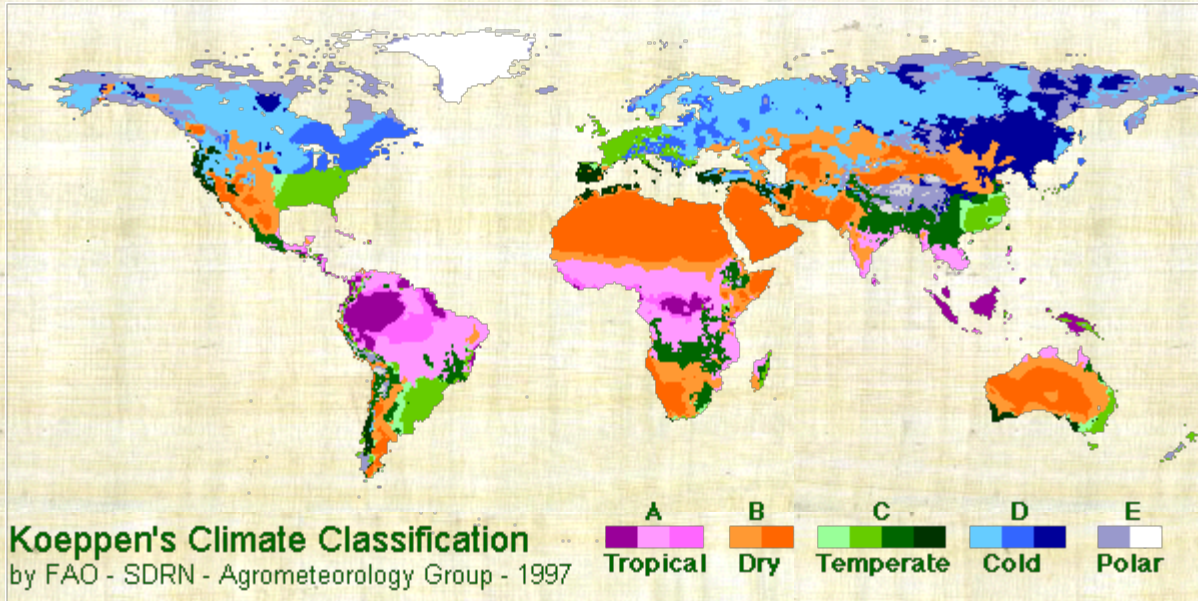 Koeppen's Climate Classification
by FAO - SDRN - Agrometeorology Group - 1997
A B C D E
Tropical Dry Temperate Cold Polar